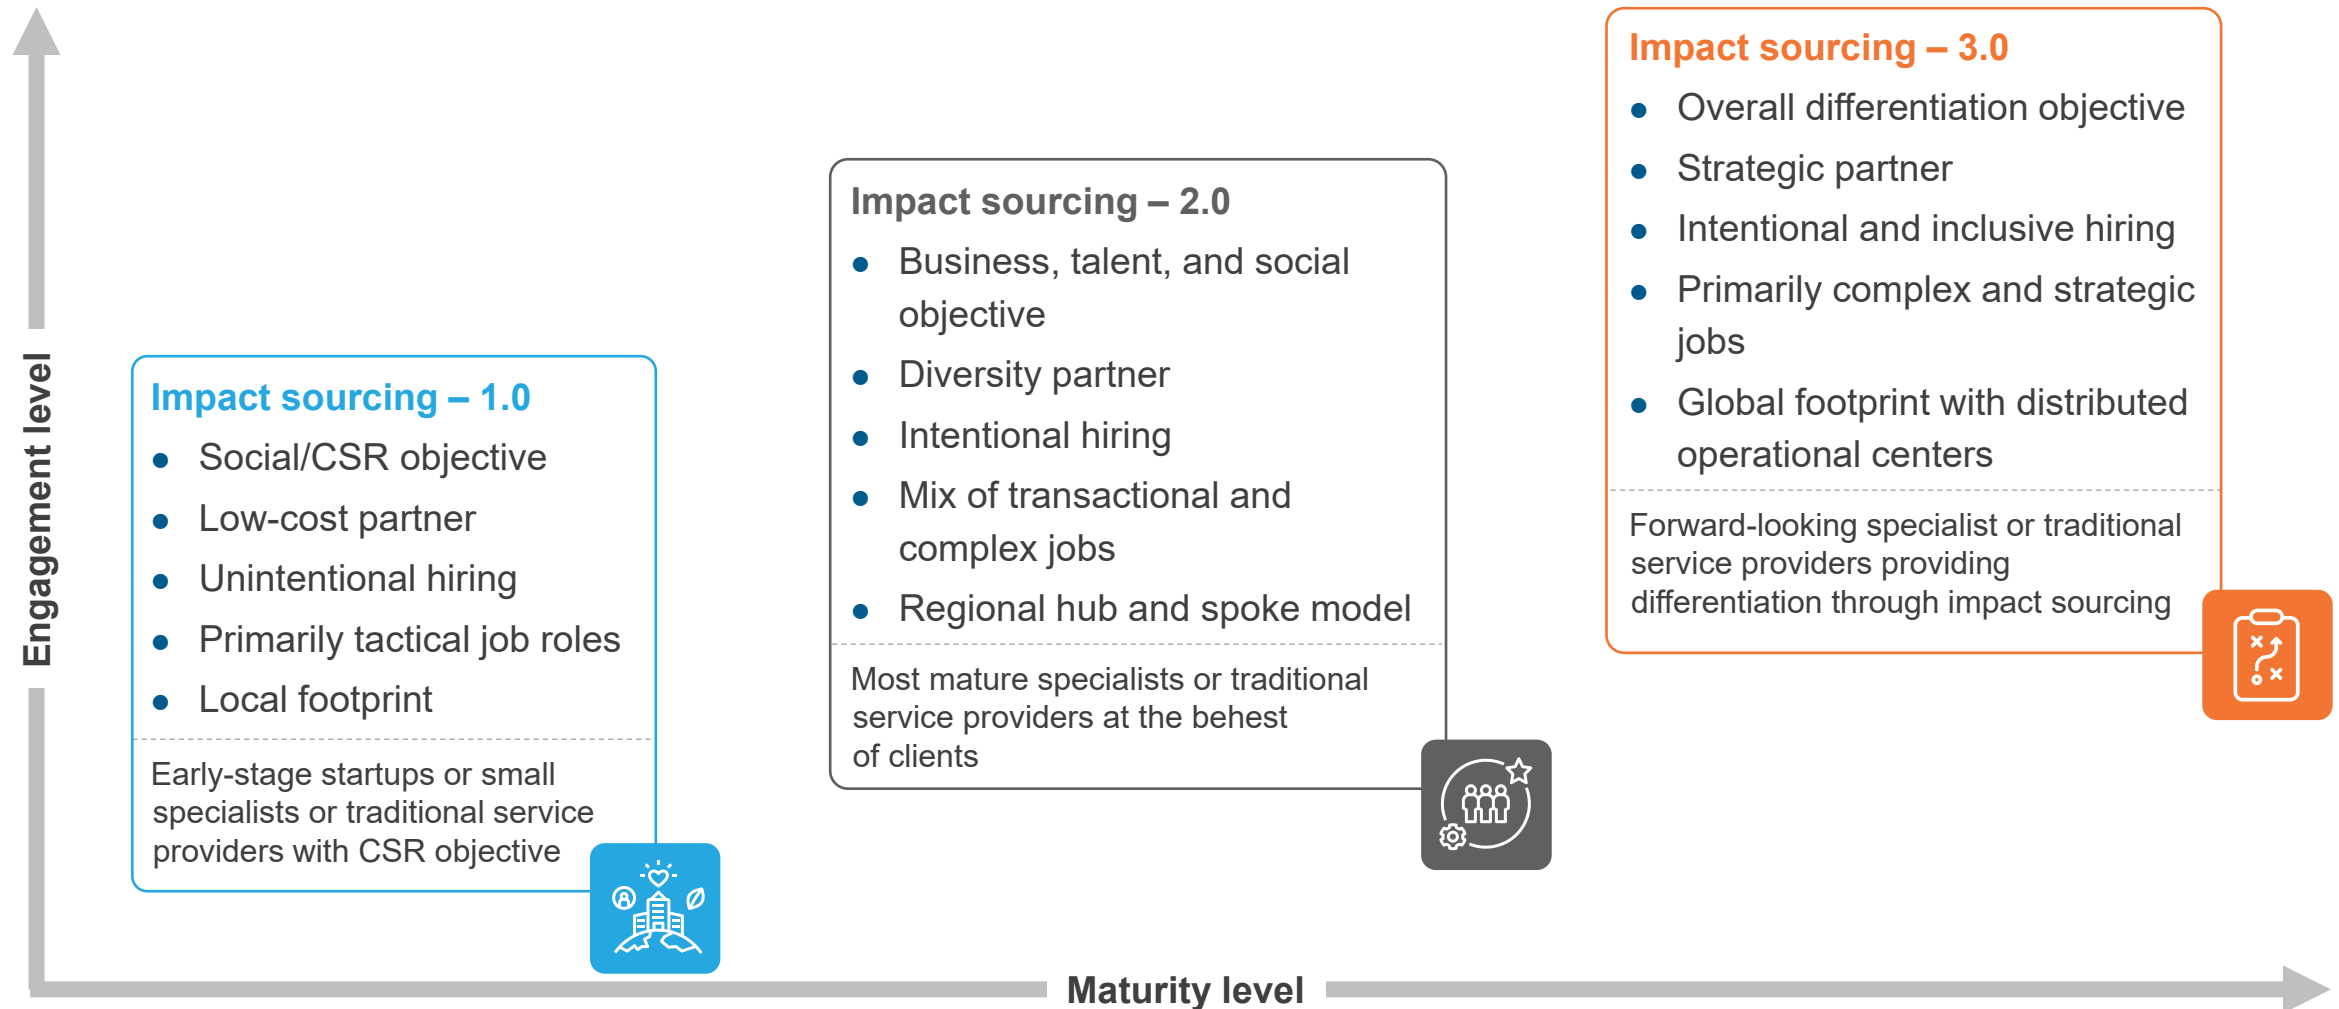 Engagement level
Impact sourcing – 1.0
● Social/CSR objective
● Low-cost partner
● Unintentional hiring
● Primarily tactical job roles
● Local footprint
Early-stage startups or small
specialists or traditional service
providers with CSR objective
Impact sourcing – 2.0
● Business, talent, and social
objective
● Diversity partner
● Intentional hiring
● Mix of transactional and
complex jobs
● Regional hub and spoke model
Most mature specialists or traditional
service providers at the behest
of clients
Impact sourcing – 3.0
● Overall differentiation objective
● Strategic partner
● Intentional and inclusive hiring
● Primarily complex and strategic
jobs
● Global footprint with distributed
operational centers
Forward-looking specialist or traditional
service providers providing
differentiation through impact sourcing
Maturity level